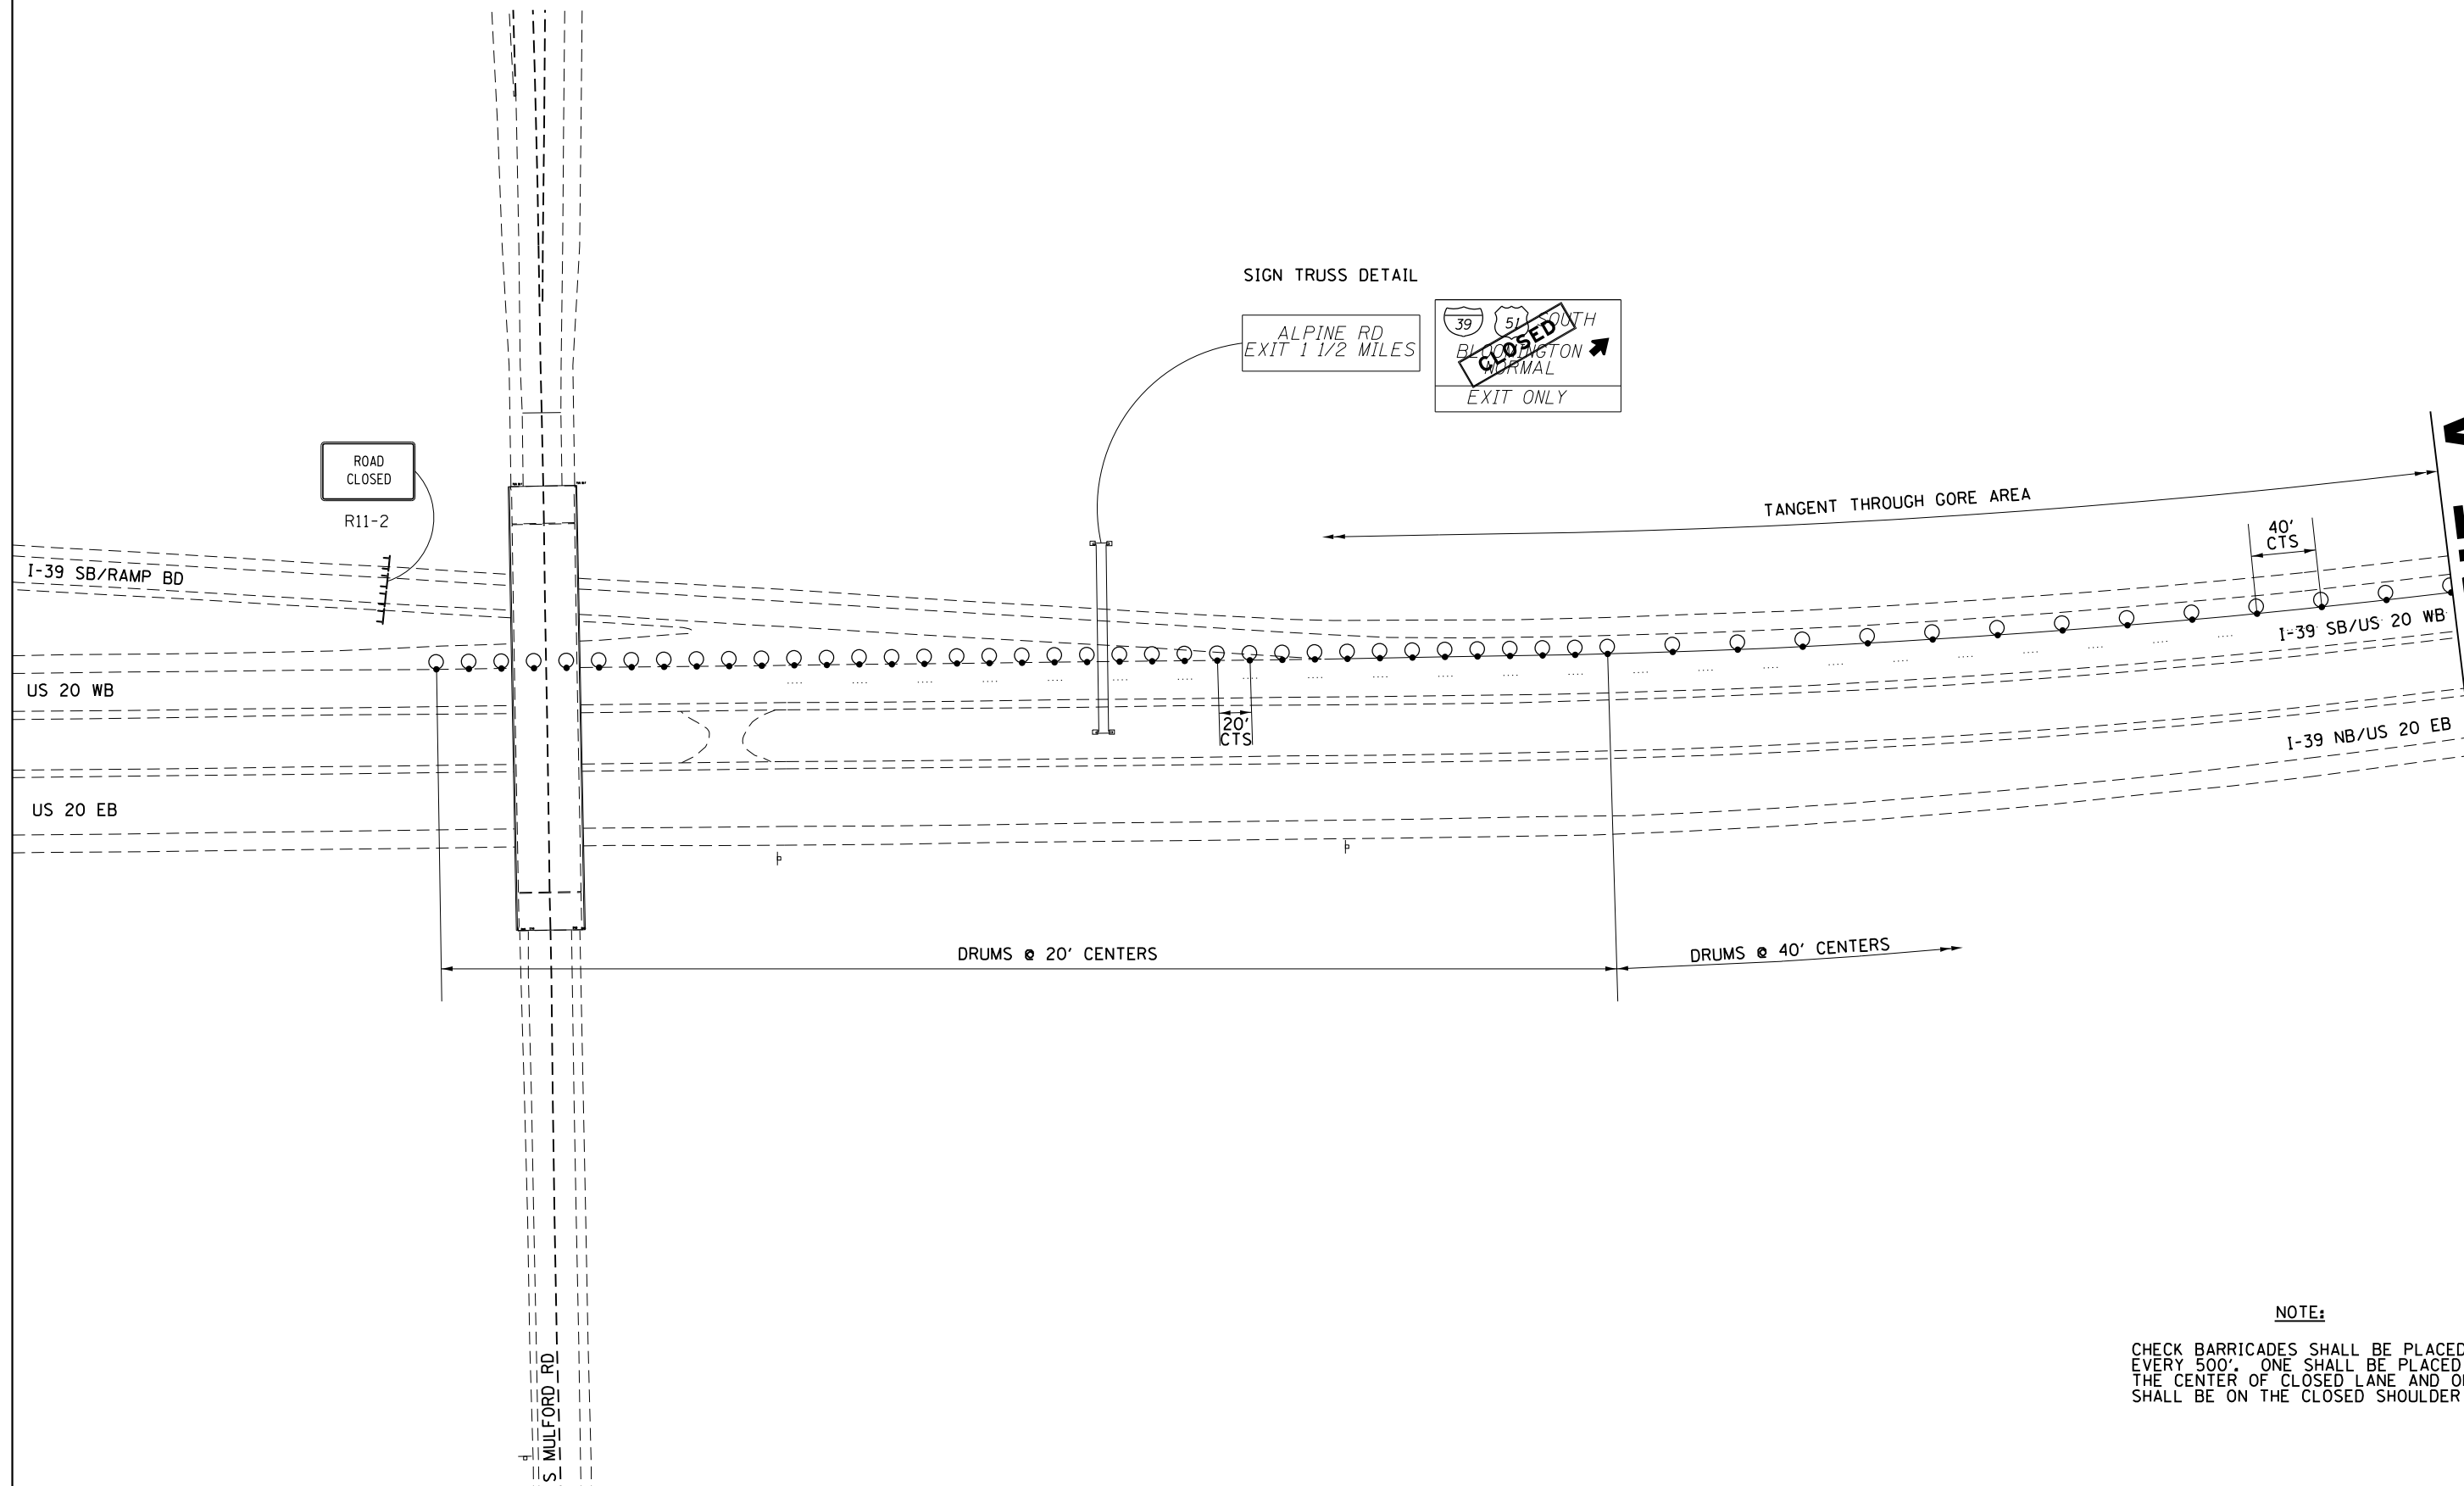 SIGN TRUSS DETAIL
ALPINE RD
EXIT 1 1/2 MILES
39 51 SOUTH
BLOOMINGTON
NORMAL
CLOSED
EXIT ONLY
ROAD
CLOSED
R11-2
TANGENT THROUGH GORE AREA
40'
CTS
I-39 SB/RAMP BD
I-39 SB/US 20 WB
US 20 WB
20'
CTS
I-39 NB/US 20 EB
US 20 EB
DRUMS @ 20' CENTERS
DRUMS @ 40' CENTERS
S MULFORD RD
NOTE:
CHECK BARRICADES SHALL BE PLACED
EVERY 500'. ONE SHALL BE PLACED
THE CENTER OF CLOSED LANE AND
SHALL BE ON THE CLOSED SHOULDER